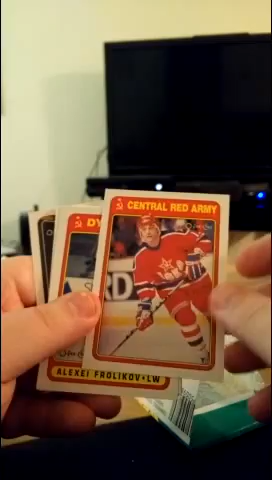 CENTRAL RED ARMY
DY
ALEXEI FROLIKOV • LW